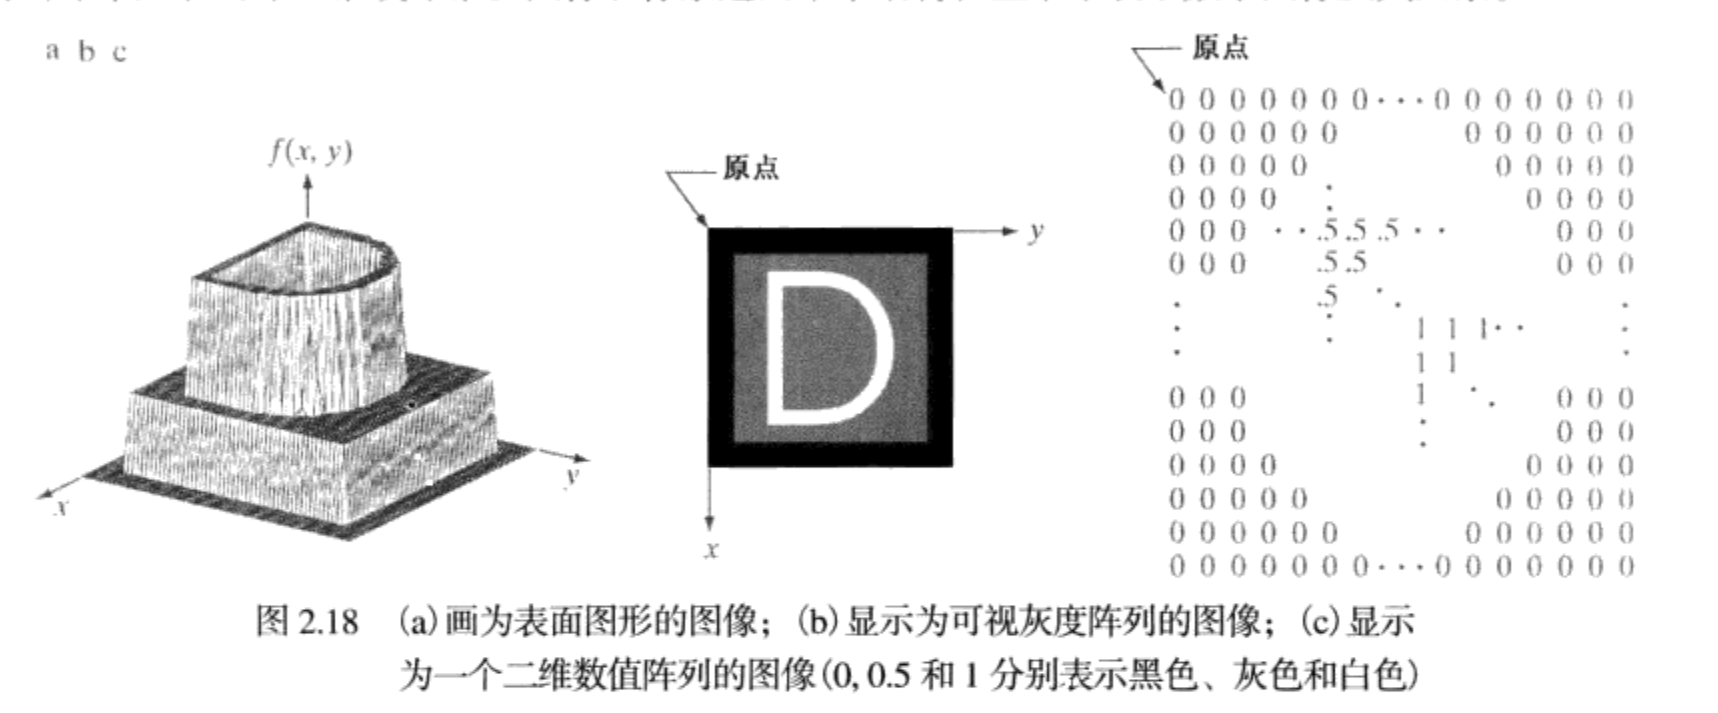 a b c
f(x, y)
x
y
原点
y
D
x
原点
0 0 0 0 0 0 0 · · · 0 0 0 0 0 0 0
0 0 0 0 0 0 0 0 0 0 0 0
0 0 0 0 0 0 0 0 0 0
0 0 0 0 0 0 0 0
0 0 0 · · .5 .5 .5 · · 0 0 0
0 0 0 .5 .5 0 0 0
.5
1 1 1 · ·
1 1
0 0 0 1 0 0 0
0 0 0 0 0 0
0 0 0 0 0 0 0 0
0 0 0 0 0 0 0 0 0 0
0 0 0 0 0 0 0 0 0 0 0 0
0 0 0 0 0 0 0 · · · 0 0 0 0 0 0 0
图 2.18 (a)画为表面图形的图像；(b)显示为可视灰度阵列的图像；(c)显示
为一个二维数值阵列的图像(0, 0.5 和 1 分别表示黑色、灰色和白色)